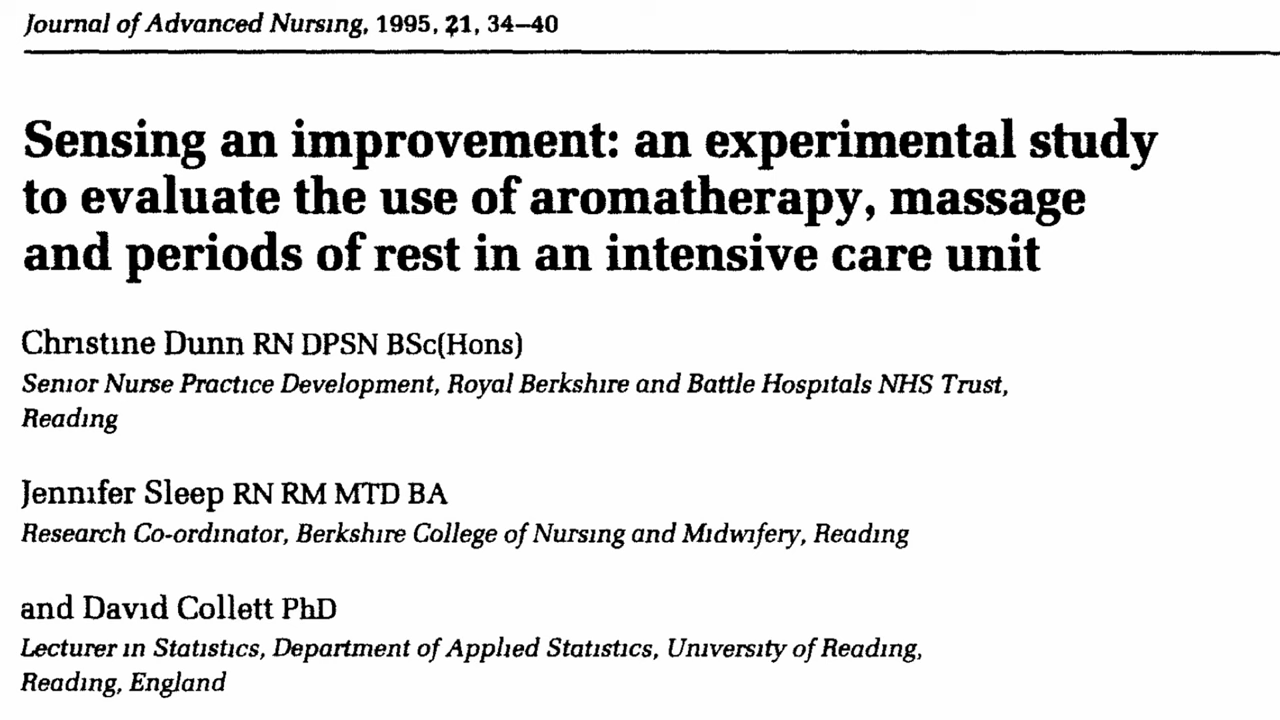 Journal of Advanced Nursing, 1995, 21, 34–40
Sensing an improvement: an experimental study
to evaluate the use of aromatherapy, massage
and periods of rest in an intensive care unit
Christine Dunn RN DPSN BSc(Hons)
Senior Nurse Practice Development, Royal Berkshire and Battle Hospitals NHS Trust,
Reading
Jennifer Sleep RN RM MTD BA
Research Co-ordinator, Berkshire College of Nursing and Midwifery, Reading
and David Collett PhD
Lecturer in Statistics, Department of Applied Statistics, University of Reading,
Reading, England